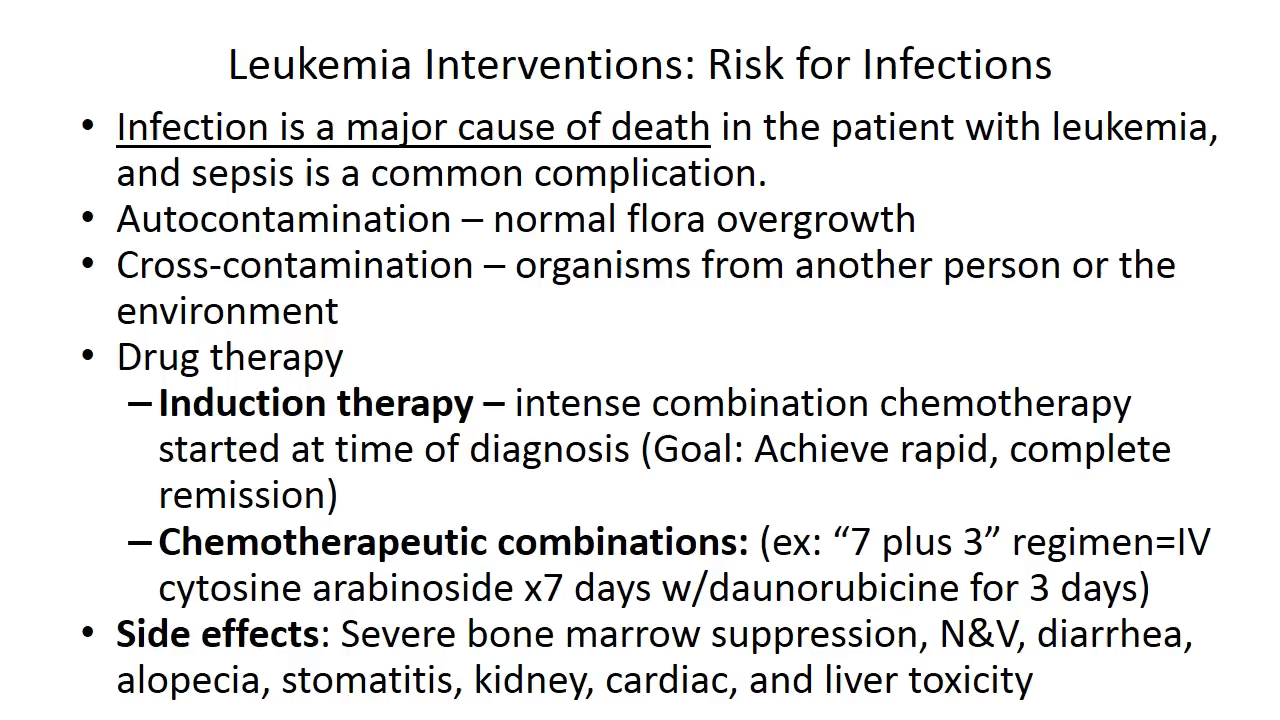 Leukemia Interventions: Risk for Infections
• Infection is a major cause of death in the patient with leukemia,
and sepsis is a common complication.
• Autocontamination – normal flora overgrowth
• Cross-contamination – organisms from another person or the
environment
• Drug therapy
– Induction therapy – intense combination chemotherapy
started at time of diagnosis (Goal: Achieve rapid, complete
remission)
– Chemotherapeutic combinations: (ex: “7 plus 3” regimen=IV
cytosine arabinoside x7 days w/daunorubicine for 3 days)
• Side effects: Severe bone marrow suppression, N&V, diarrhea,
alopecia, stomatitis, kidney, cardiac, and liver toxicity